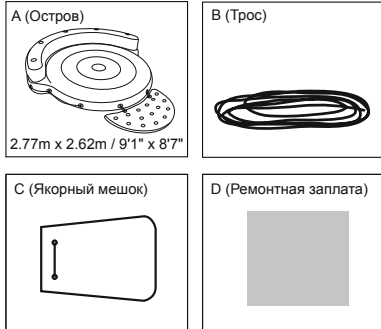 A (Остров)
2.77m x 2.62m / 9'1" x 8'7"
B (Трос)
C (Якорный мешок)
D (Ремонтная заплата)